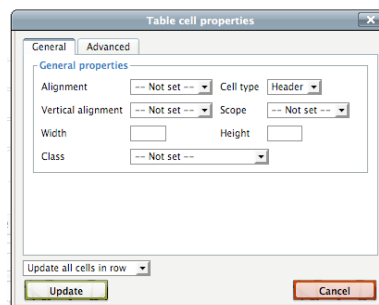 Table cell properties
General Advanced
General properties
Alignment -- Not set -- Cell type Header
Vertical alignment -- Not set -- Scope -- Not set --
Width Height
Class -- Not set --
Update all cells in row
Update Cancel